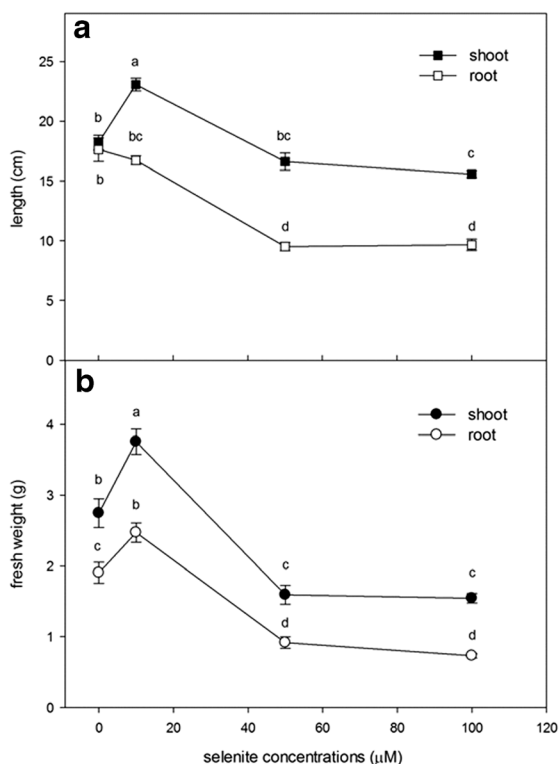 a
25
20
15
10
5
0
length (cm)
shoot
root
b
a
bc
bc
c
b
d
d
b
4
3
2
1
0
fresh weight (g)
shoot
root
b
a
c
b
c
c
d
d
0 20 40 60 80 100 120
selenite concentrations (μM)